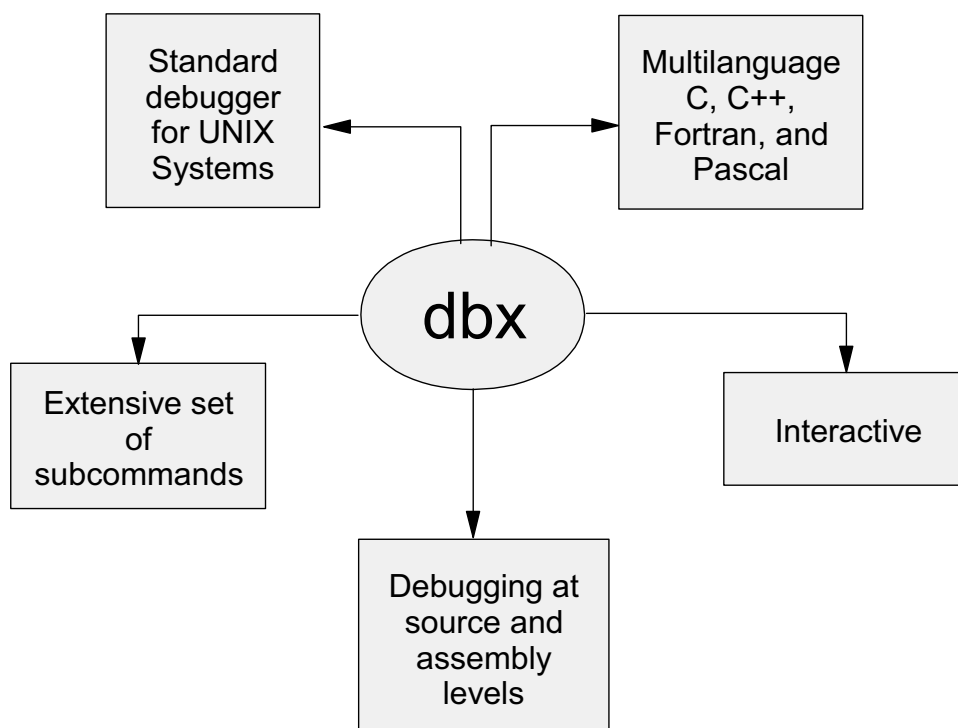 Standard
debugger
for UNIX
Systems
Multilanguage
C, C++,
Fortran, and
Pascal
dbx
Extensive set
of
subcommands
Interactive
Debugging at
source and
assembly
levels